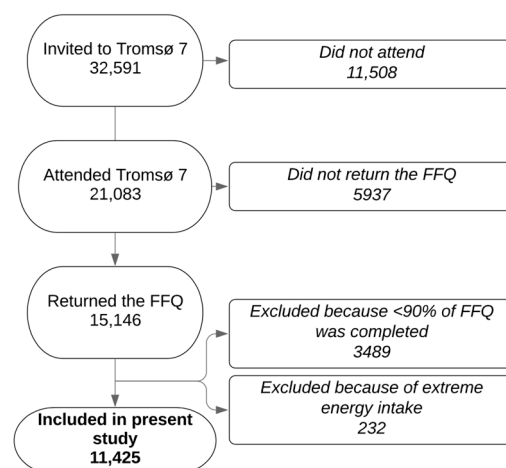 Invited to Tromsø 7
32,591
Did not attend
11,508
Attended Tromsø 7
21,083
Did not return the FFQ
5937
Returned the FFQ
15,146
Excluded because <90% of FFQ
was completed
3489
Excluded because of extreme
energy intake
232
Included in present
study
11,425